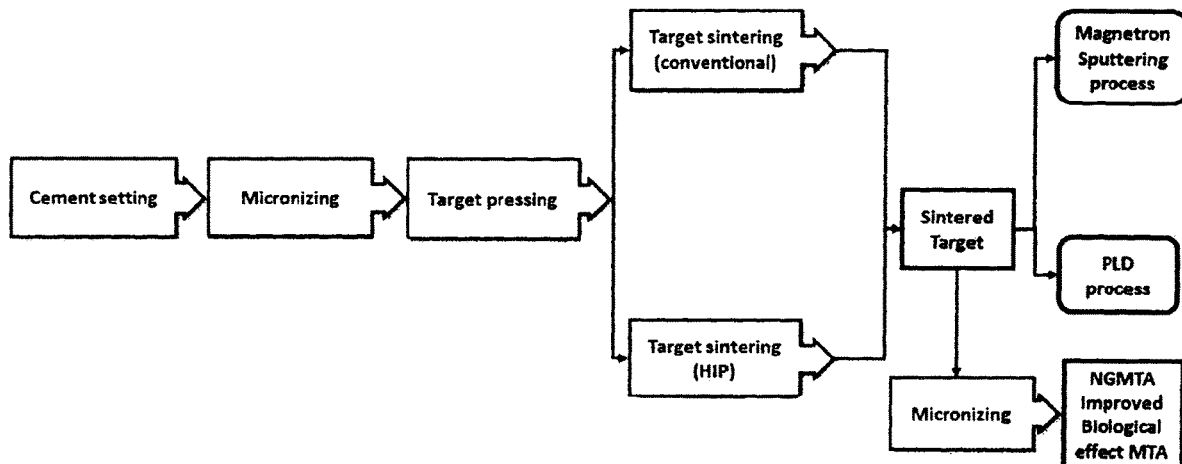 Cement setting
Micronizing
Target pressing
Target sintering
(conventional)
Target sintering
(HIP)
Sintered
Target
Magnetron
Sputtering
process
PLD
process
Micronizing
NGMTA
Improved
Biological
effect MTA